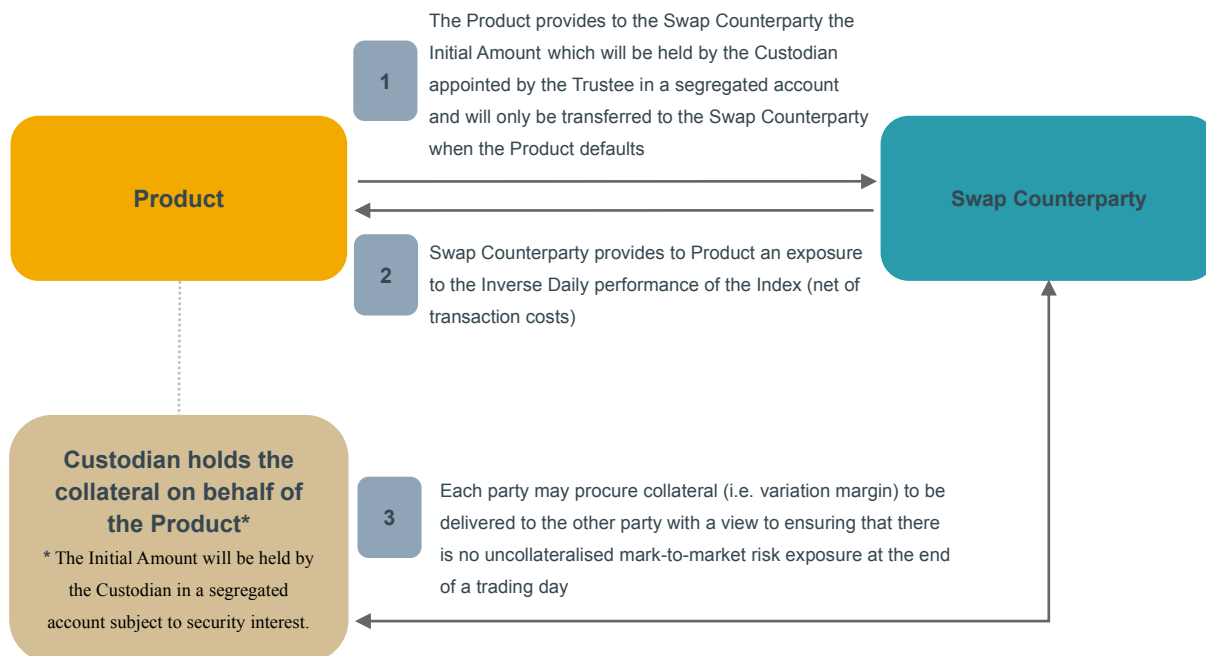 The Product provides to the Swap Counterparty the
Initial Amount which will be held by the Custodian
1
appointed by the Trustee in a segregated account
and will only be transferred to the Swap Counterparty
when the Product defaults
Product
Swap Counterparty
2
Swap Counterparty provides to Product an exposure
to the Inverse Daily performance of the Index (net of
transaction costs)
Custodian holds the
collateral on behalf of
the Product*
* The Initial Amount will be held by
the Custodian in a segregated
account subject to security interest.
3
Each party may procure collateral (i.e. variation margin) to be
delivered to the other party with a view to ensuring that there
is no uncollateralised mark-to-market risk exposure at the end
of a trading day